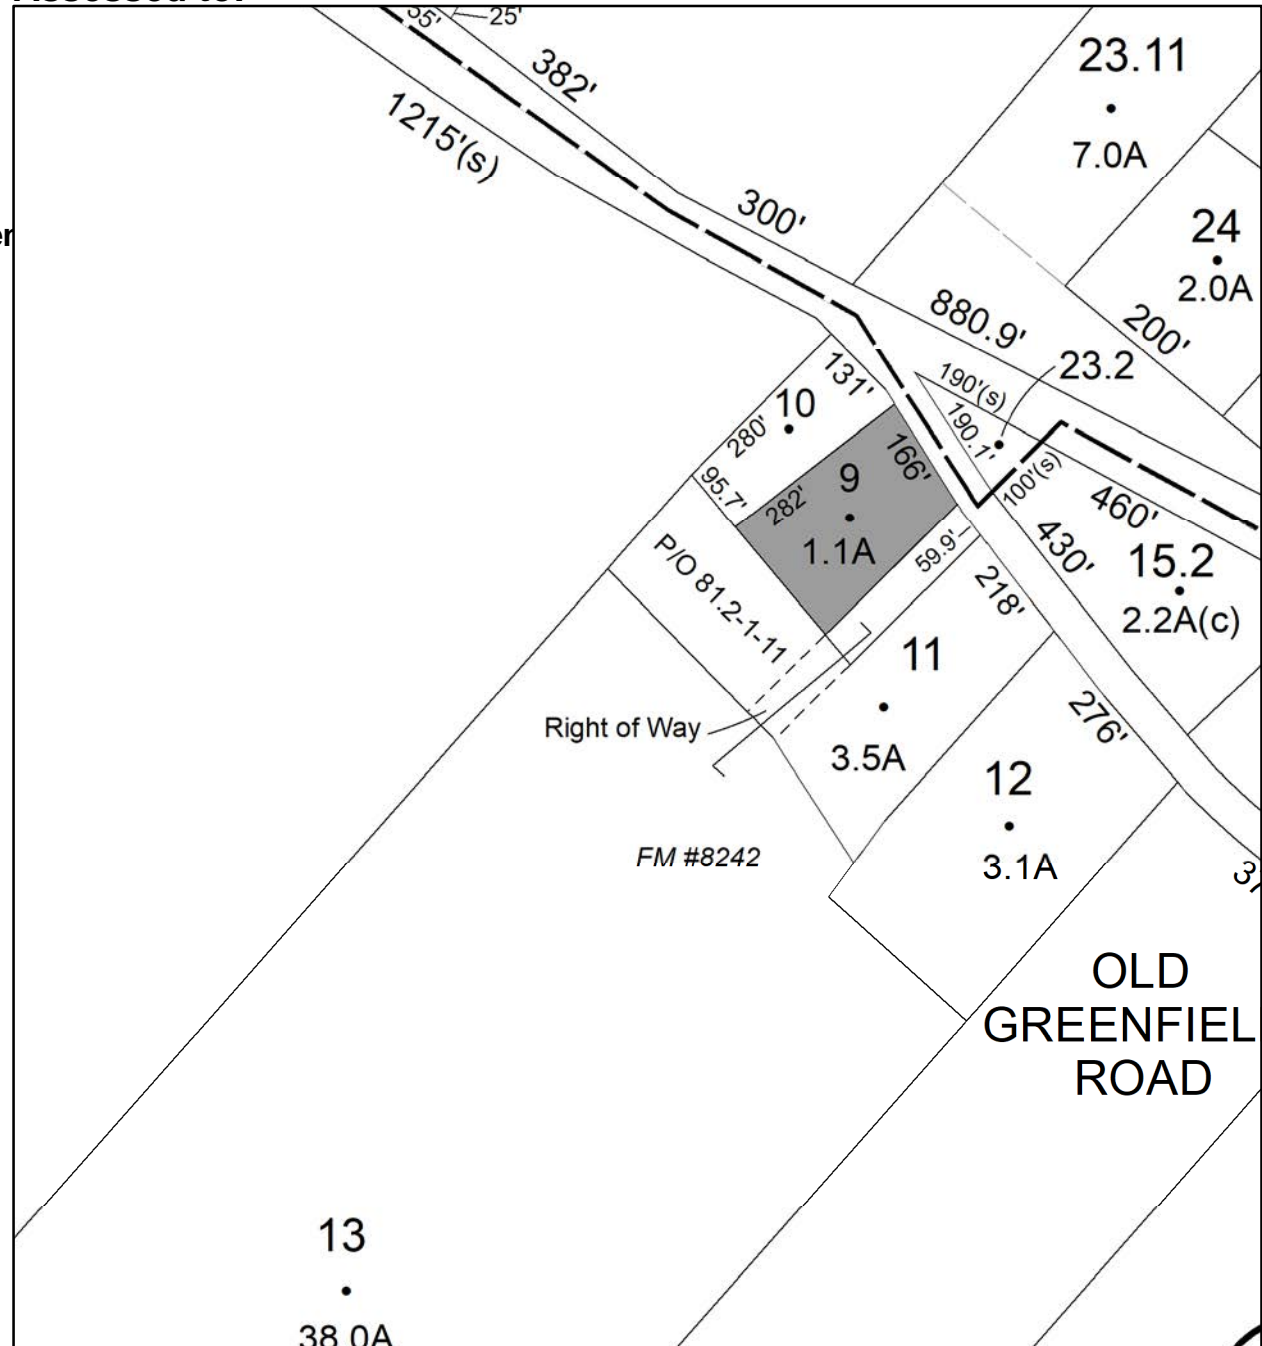 Assessed to:
55'
25'
382'
1215'(s)
23.11
7.0A
300'
24
2.0A
880.9'
200'
23.2
190'(s)
190.1'
131'
10
280'
95.7'
166'
9
282'
1.1A
100'(s)
460'
430'
15.2
2.2A(c)
59.9'
218'
P/O 81.2-1-11
11
Right of Way
3.5A
276'
12
3.1A
FM #8242
OLD
GREENFIEL
ROAD
13
38.0A